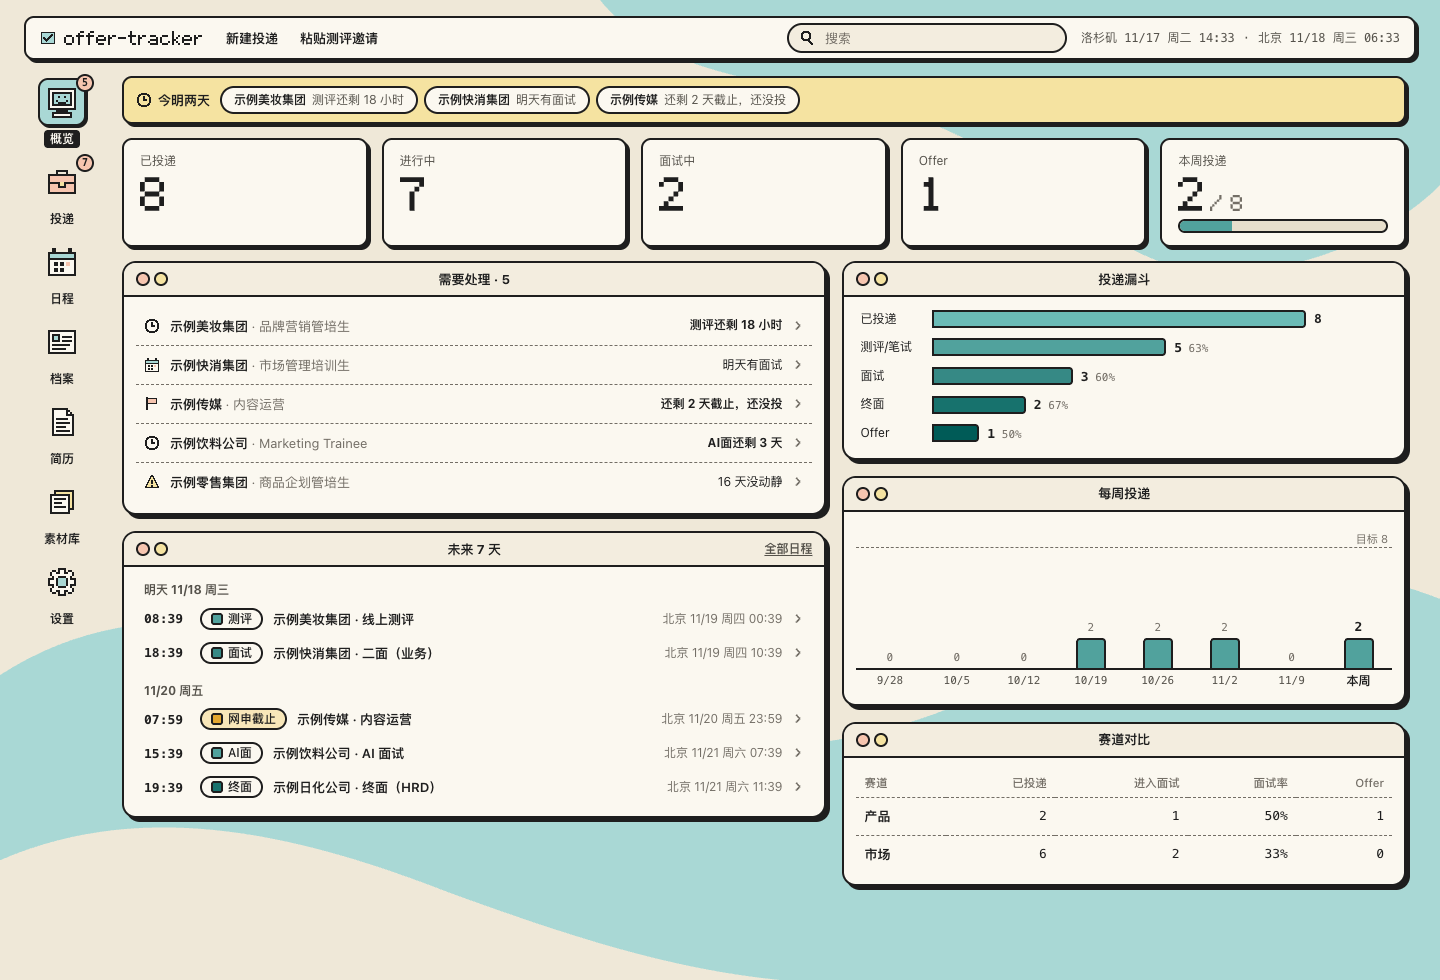 offer-tracker 新建投递 粘贴测评邀请 搜索 洛杉矶 11/17 周二 14:33 · 北京 11/18 周三 06:33
5
概览
7
投递
日程
档案
简历
素材库
设置
今明两天 示例美妆集团 测评还剩 18 小时 示例快消集团 明天有面试 示例传媒 还剩 2 天截止，还没投
已投递
8
进行中
7
面试中
2
Offer
1
本周投递
2 / 8
需要处理 · 5
示例美妆集团 · 品牌营销管培生 测评还剩 18 小时
示例快消集团 · 市场管理培训生 明天有面试
示例传媒 · 内容运营 还剩 2 天截止，还没投
示例饮料公司 · Marketing Trainee AI面还剩 3 天
示例零售集团 · 商品企划管培生 16 天没动静
未来 7 天 全部日程
明天 11/18 周三
08:39 测评 示例美妆集团 · 线上测评 北京 11/19 周四 00:39
18:39 面试 示例快消集团 · 二面（业务） 北京 11/19 周四 10:39
11/20 周五
07:59 网申截止 示例传媒 · 内容运营 北京 11/20 周五 23:59
15:39 AI面 示例饮料公司 · AI 面试 北京 11/21 周六 07:39
19:39 终面 示例日化公司 · 终面（HRD） 北京 11/21 周六 11:39
投递漏斗
已投递 8
测评/笔试 5 63%
面试 3 60%
终面 2 67%
Offer 1 50%
每周投递
目标 8
0 0 0 2 2 2 0 2
9/28 10/5 10/12 10/19 10/26 11/2 11/9 本周
赛道对比
赛道 已投递 进入面试 面试率 Offer
产品 2 1 50% 1
市场 6 2 33% 0